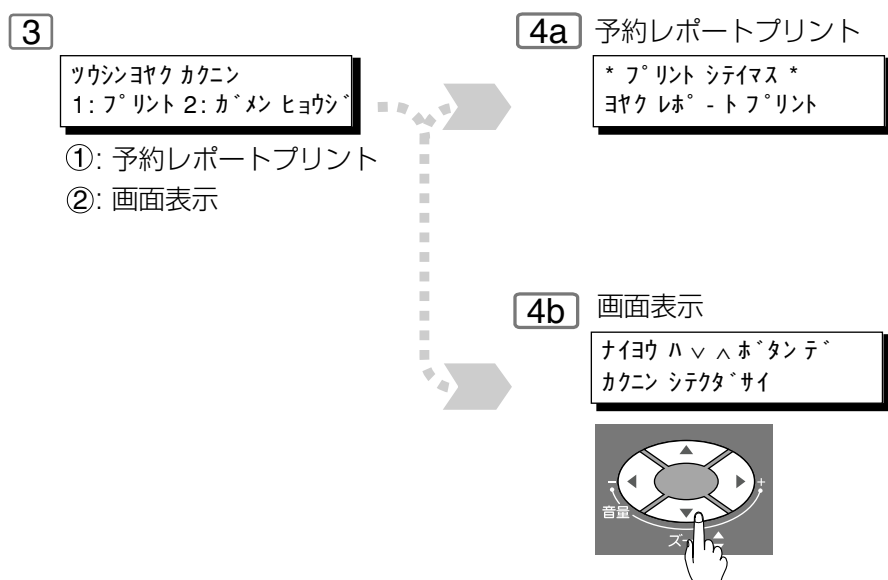 3
ﾂｳｼﾝﾖﾔｸ ｶｸﾆﾝ
1: ﾌﾟﾘﾝﾄ 2: ｶﾞﾒﾝ ﾋｮｳｼﾞ
①: 予約レポートプリント
②: 画面表示
4a 予約レポートプリント
* ﾌﾟﾘﾝﾄ ｼﾃｲﾏｽ *
ﾖﾔｸ ﾚﾎﾟ-ﾄ ﾌﾟﾘﾝﾄ
4b 画面表示
ﾅｲﾖｳ ﾊ ∨ ∧ ﾎﾞﾀﾝ ﾃﾞ
ｶｸﾆﾝ ｼﾃｸﾀﾞｻｲ
- +
音量